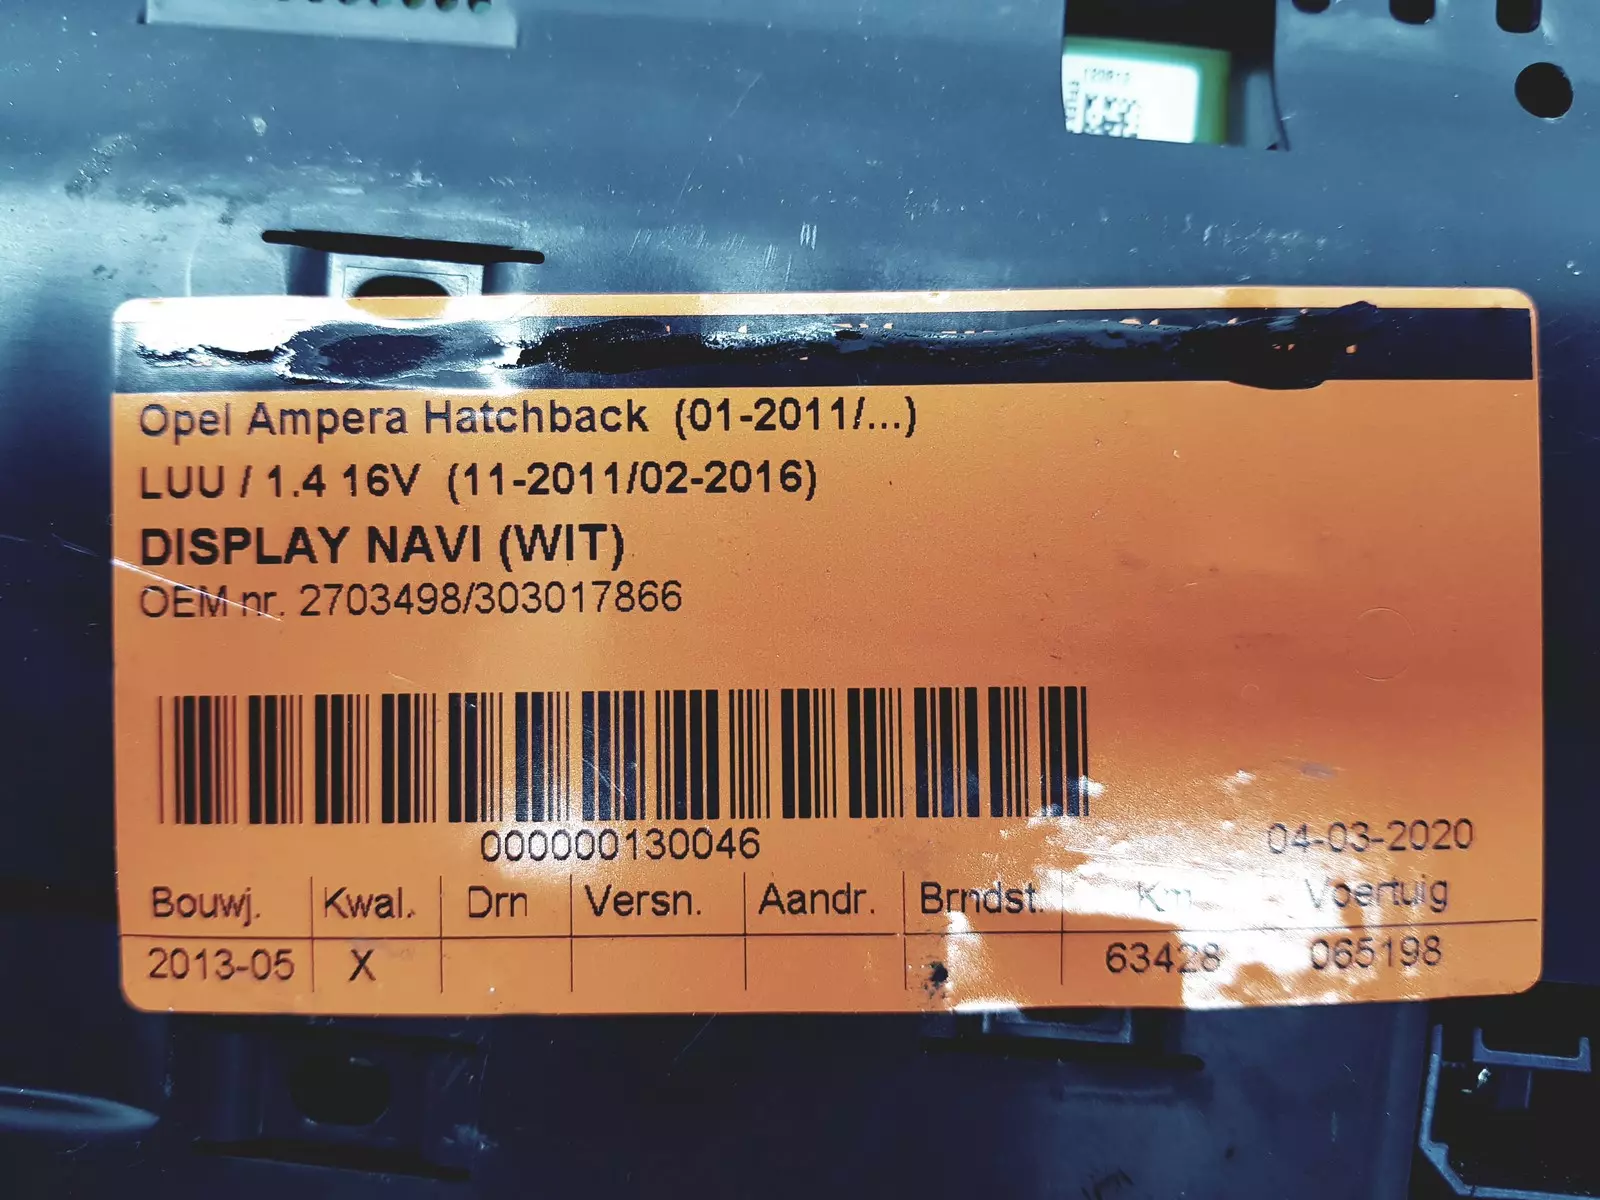 Opel Ampera Hatchback (01-2011/...)
LUU / 1.4 16V (11-2011/02-2016)
DISPLAY NAVI (WIT)
OEM nr. 2703498/303017866
000000130046
04-03-2020
Bouwj. Kwal. Drn Versn. Aandr. Brndst. Km Voertuig
2013-05 X 63428 065198